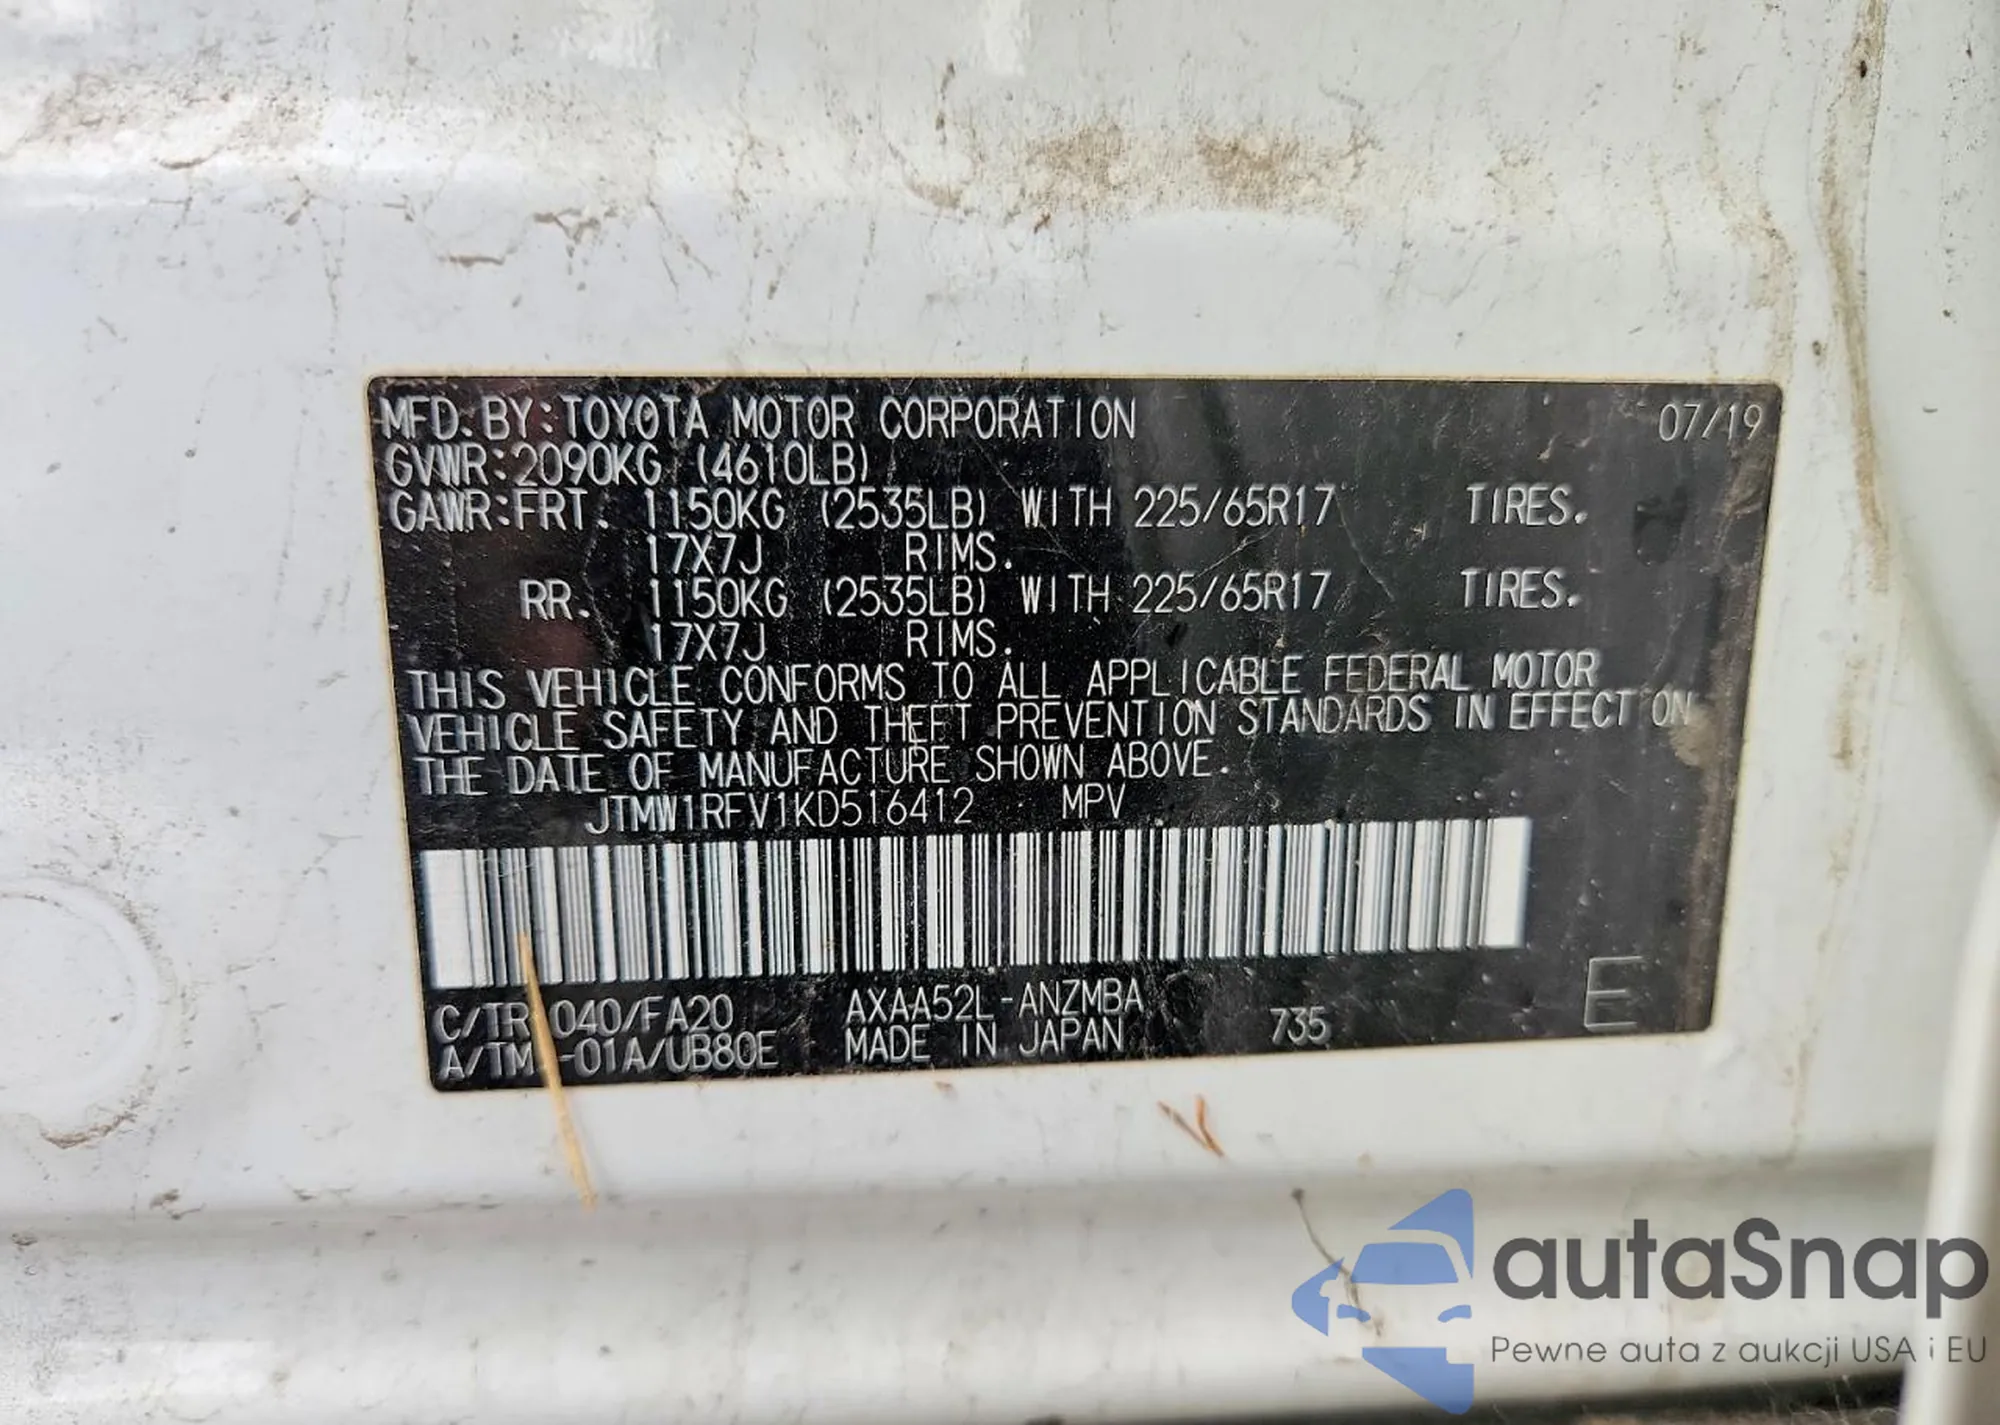 MFD. BY: TOYOTA MOTOR CORPORATION 07/19
GVWR: 2090KG (4610LB)
GAWR: FRT. 1150KG (2535LB) WITH 225/65R17 TIRES.
17X7J RIMS.
RR. 1150KG (2535LB) WITH 225/65R17 TIRES.
17X7J RIMS.
THIS VEHICLE CONFORMS TO ALL APPLICABLE FEDERAL MOTOR
VEHICLE SAFETY AND THEFT PREVENTION STANDARDS IN EFFECT ON
THE DATE OF MANUFACTURE SHOWN ABOVE.
JTMW1RFV1KD516412 MPV
C/TR 040/FA20 AXAA52L-ANZMBA 735 E
A/TM -01A/UB80E MADE IN JAPAN
autaSnap
Pewne auta z aukcji USA i EU